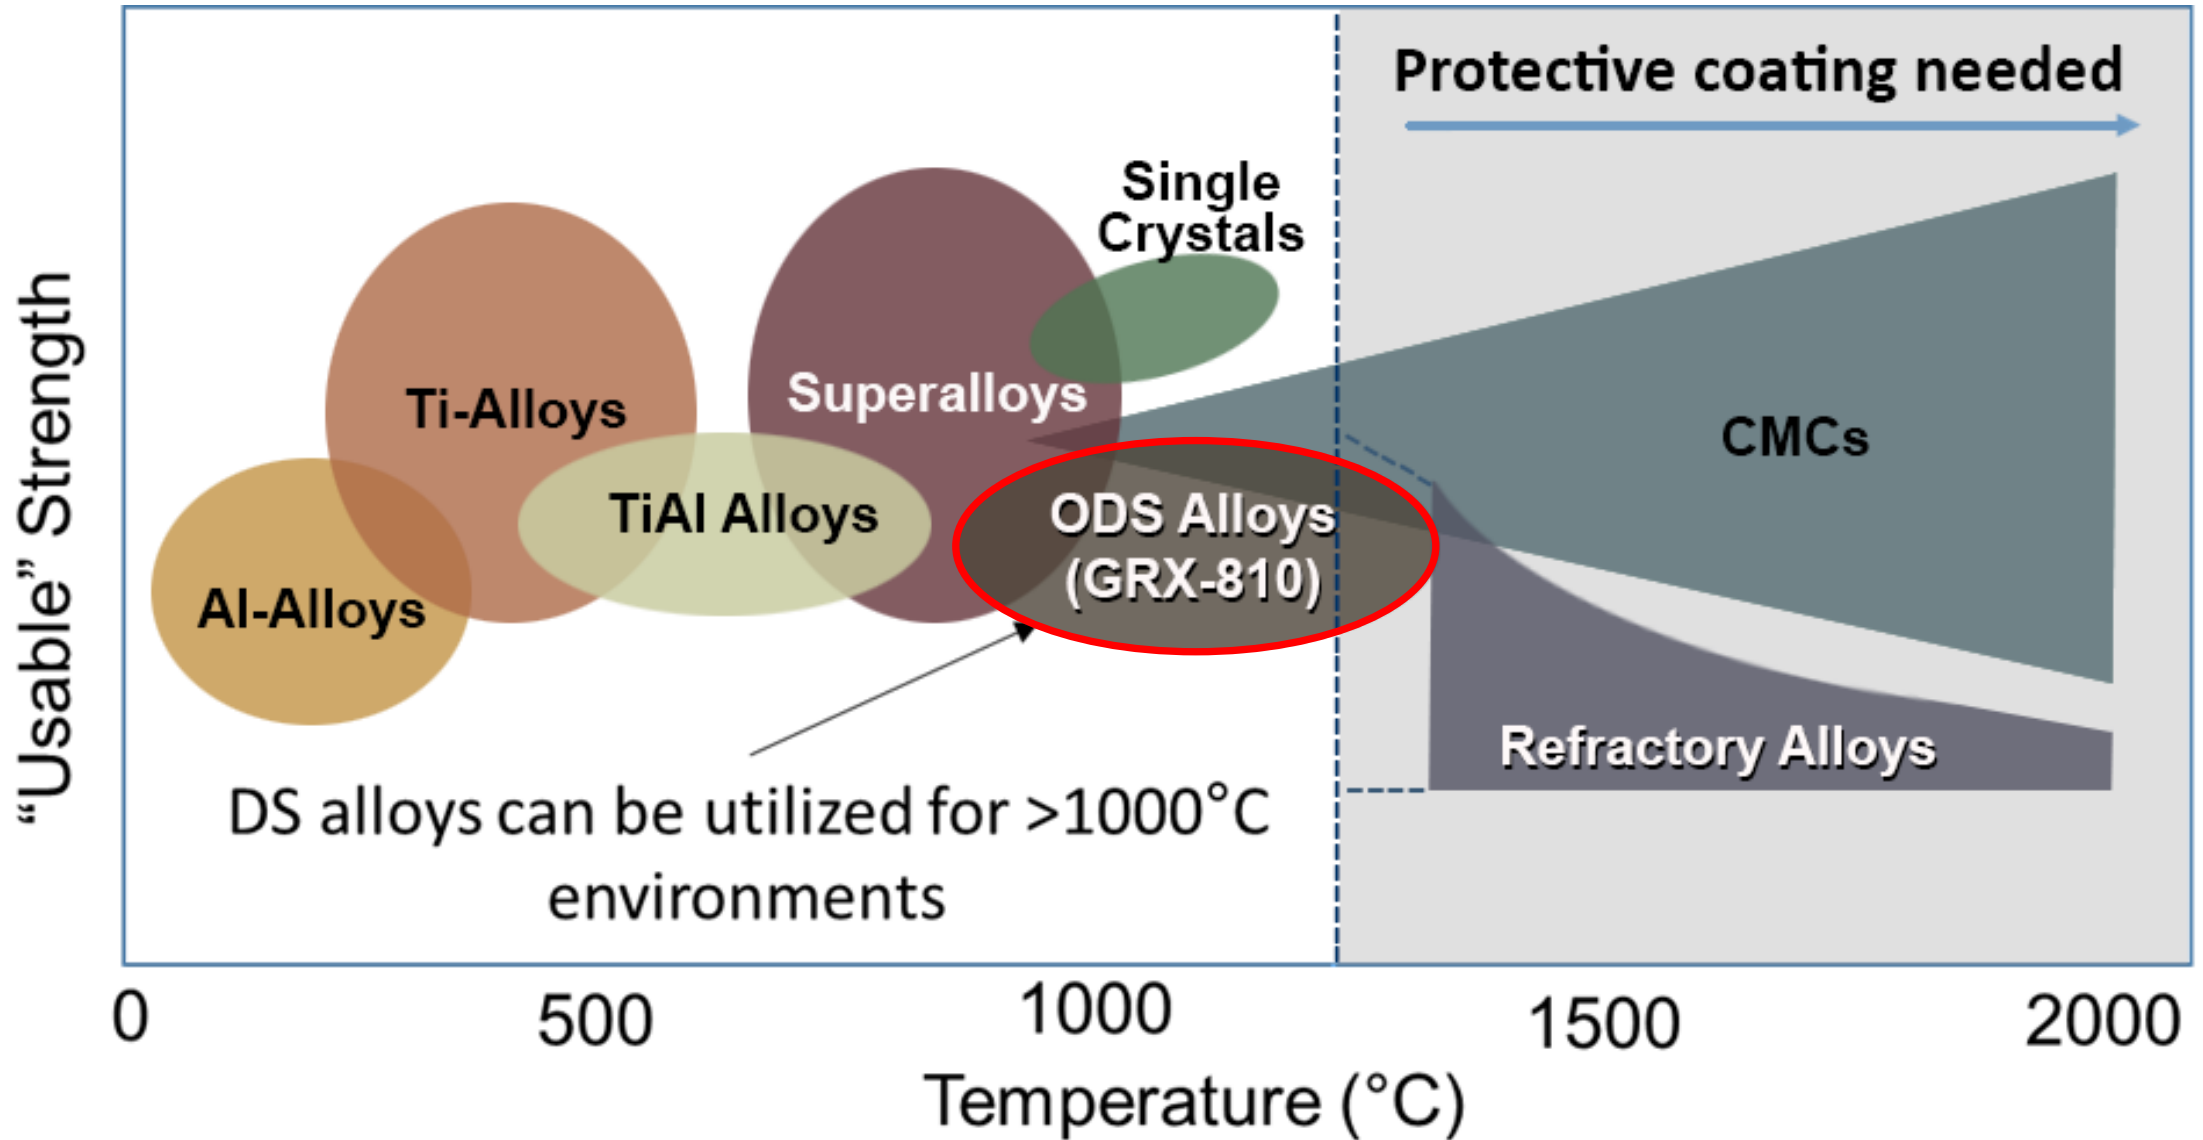 Protective coating needed
Single
Crystals
Ti-Alloys
Superalloys
CMCs
TiAl Alloys
ODS Alloys
(GRX-810)
Al-Alloys
Refractory Alloys
DS alloys can be utilized for >1000°C
environments
“Usable” Strength
0
500
1000
1500
2000
Temperature (°C)